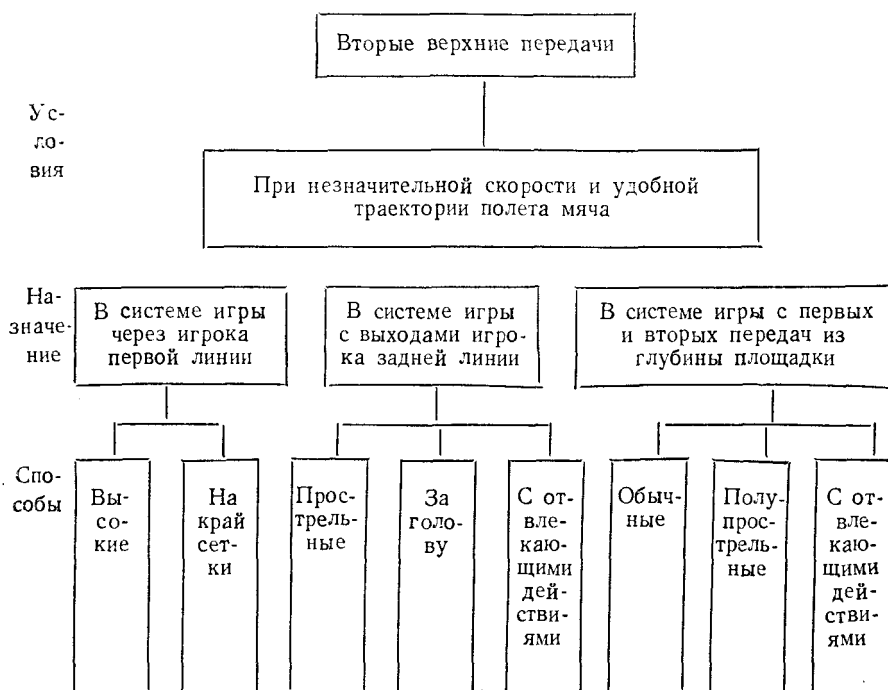 Вторые верхние передачи
Ус-
ло-
вия
При незначительной скорости и удобной
траектории полета мяча
На-
значе-
ние
В системе игры
через игрока
первой линии
В системе игры
с выходами игро-
ка задней линии
В системе игры с первых
и вторых передач из
глубины площадки
Спо-
собы
Вы-
со-
кие
На
край
сет-
ки
Прос-
трель-
ные
За
голо-
ву
С от-
вле-
каю-
щими
дей-
стви-
ями
Обыч-
ные
Полу-
прос-
трель-
ные
С от-
вле-
каю-
щими
дей-
стви-
ями